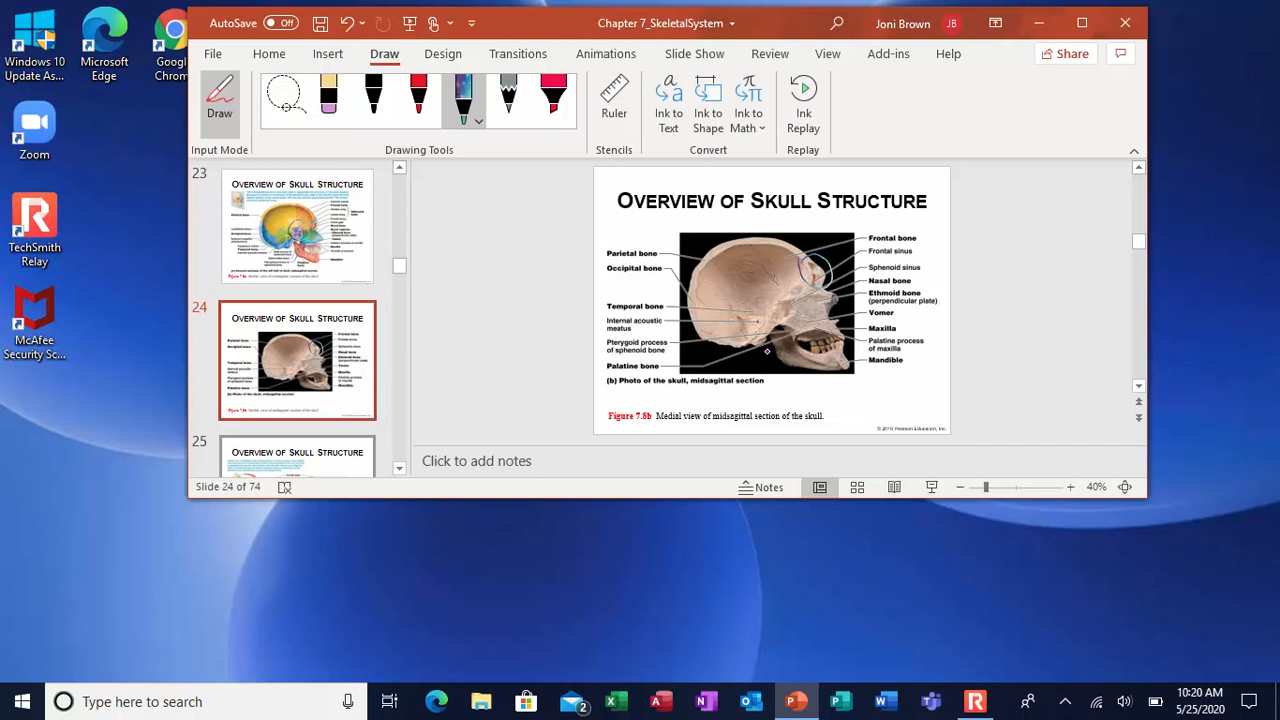 AutoSave Off Chapter 7_SkeletalSystem Joni Brown JB
File Home Insert Draw Design Transitions Animations Slide Show Review View Add-ins Help Share
Draw
Ruler
Ink to Text
Ink to Shape
Ink to Math
Ink Replay
Input Mode Drawing Tools Stencils Convert Replay
Windows 10 Update As...
Microsoft Edge
Zoom
TechSmith Relay
McAfee Security Sc...
23
OVERVIEW OF SKULL STRUCTURE
24
OVERVIEW OF SKULL STRUCTURE
25
OVERVIEW OF SKULL STRUCTURE
OVERVIEW OF SKULL STRUCTURE
Parietal bone
Occipital bone
Temporal bone
Internal acoustic
meatus
Pterygoid process
of sphenoid bone
Palatine bone
Frontal bone
Frontal sinus
Sphenoid sinus
Nasal bone
Ethmoid bone
(perpendicular plate)
Vomer
Maxilla
Palatine process
of maxilla
Mandible
(b) Photo of the skull, midsagittal section
Figure 7.8b Medial view of midsagittal section of the skull.
Click to add notes
Slide 24 of 74 Notes 40%
Type here to search
2
10:20 AM
5/25/2020